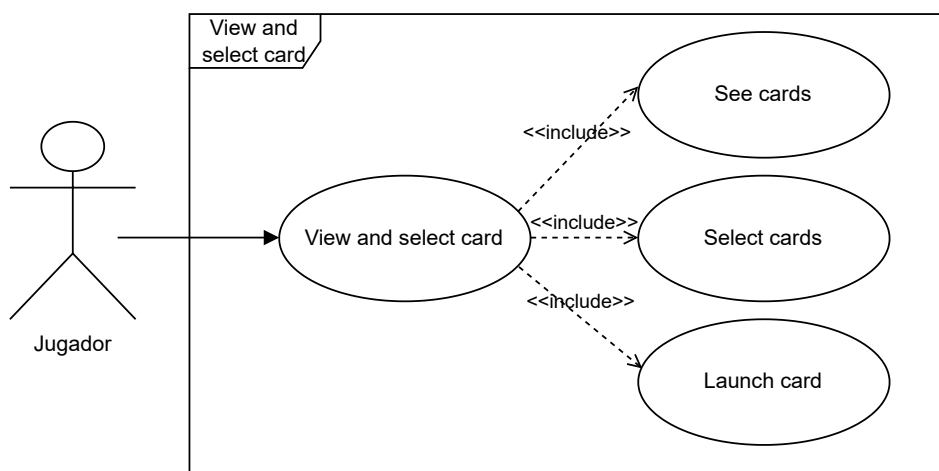 View and
select card
See cards
<<include>>
Jugador
View and select card
<<include>>
Select cards
<<include>>
Launch card